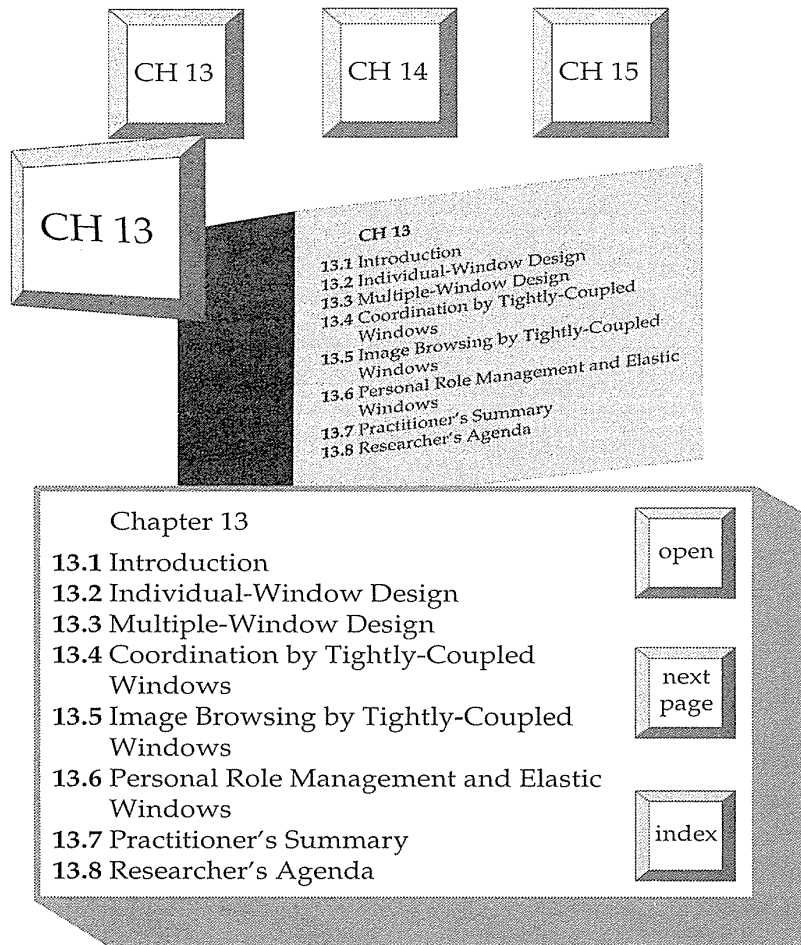 CH 13
CH 14
CH 15
CH 13
CH 13
13.1 Introduction
13.2 Individual-Window Design
13.3 Multiple-Window Design
13.4 Coordination by Tightly-Coupled
Windows
13.5 Image Browsing by Tightly-Coupled
Windows
13.6 Personal Role Management and Elastic
Windows
13.7 Practitioner's Summary
13.8 Researcher's Agenda
Chapter 13
13.1 Introduction
13.2 Individual-Window Design
13.3 Multiple-Window Design
13.4 Coordination by Tightly-Coupled
Windows
13.5 Image Browsing by Tightly-Coupled
Windows
13.6 Personal Role Management and Elastic
Windows
13.7 Practitioner's Summary
13.8 Researcher's Agenda
open
next
page
index